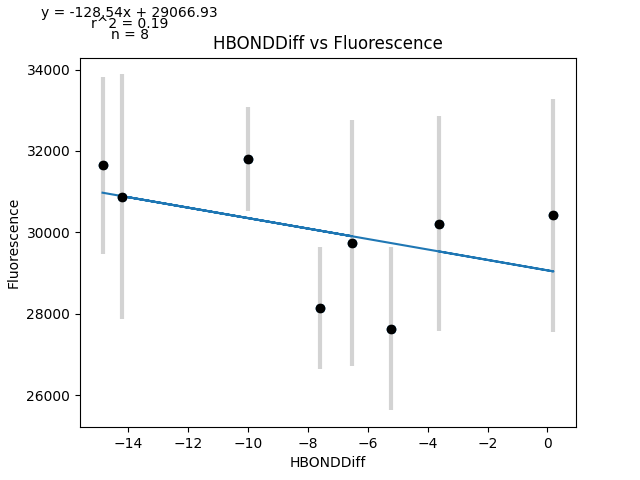 y = -128.54x + 29066.93
r^2 = 0.19
n = 8
HBONDDiff vs Fluorescence
34000
32000
30000
28000
26000
Fluorescence
−14
−12
−10
−8
−6
−4
−2
0
HBONDDiff